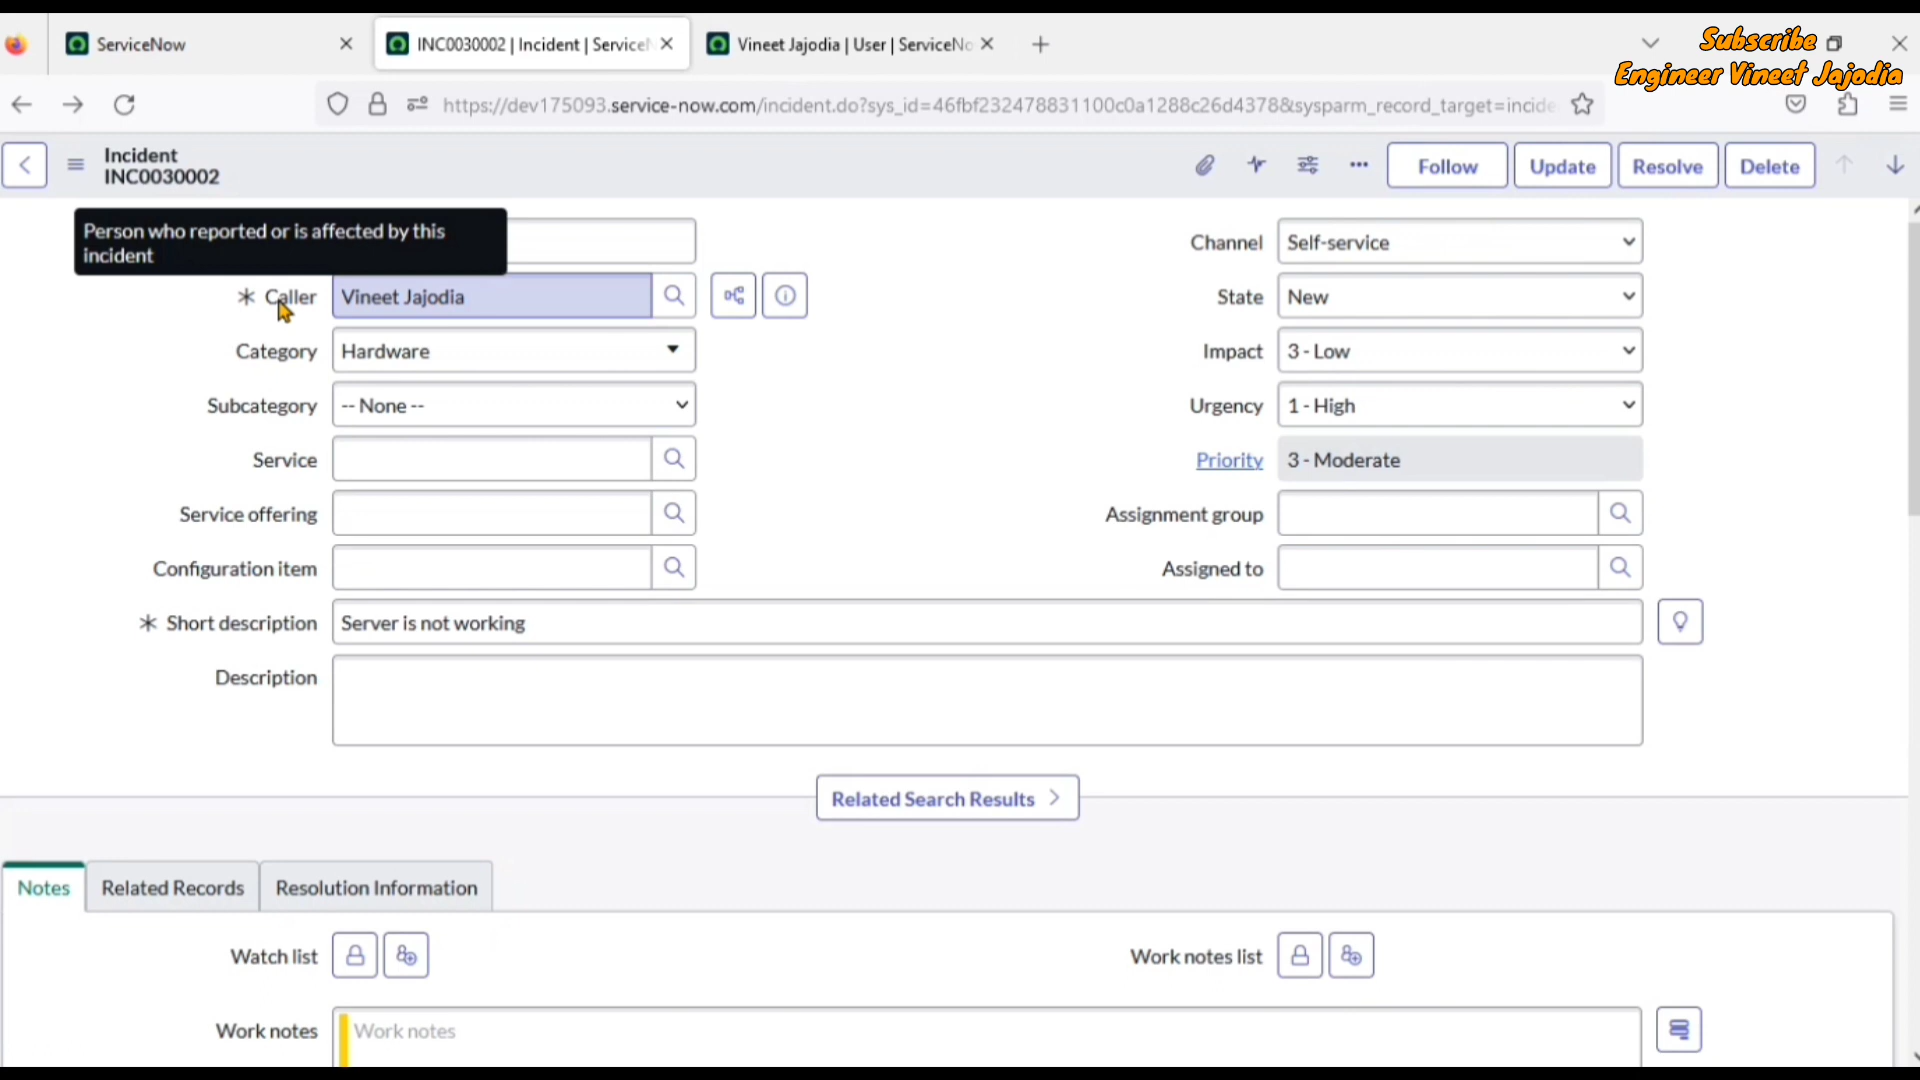 ServiceNow
INC0030002 | Incident | Service
Vineet Jajodia | User | ServiceNo
Subscribe
Engineer Vineet Jajodia
https://dev175093.service-now.com/incident.do?sys_id=46fbf232478831100c0a1288c26d4378&sysparm_record_target=incide
Incident
INC0030002
Follow
Update
Resolve
Delete
Person who reported or is affected by this
incident
Channel
Self-service
Caller
Vineet Jajodia
State
New
Category
Hardware
Impact
3 - Low
Subcategory
-- None --
Urgency
1 - High
Service
Priority
3 - Moderate
Service offering
Assignment group
Configuration item
Assigned to
Short description
Server is not working
Description
Related Search Results
Notes
Related Records
Resolution Information
Watch list
Work notes list
Work notes
Work notes